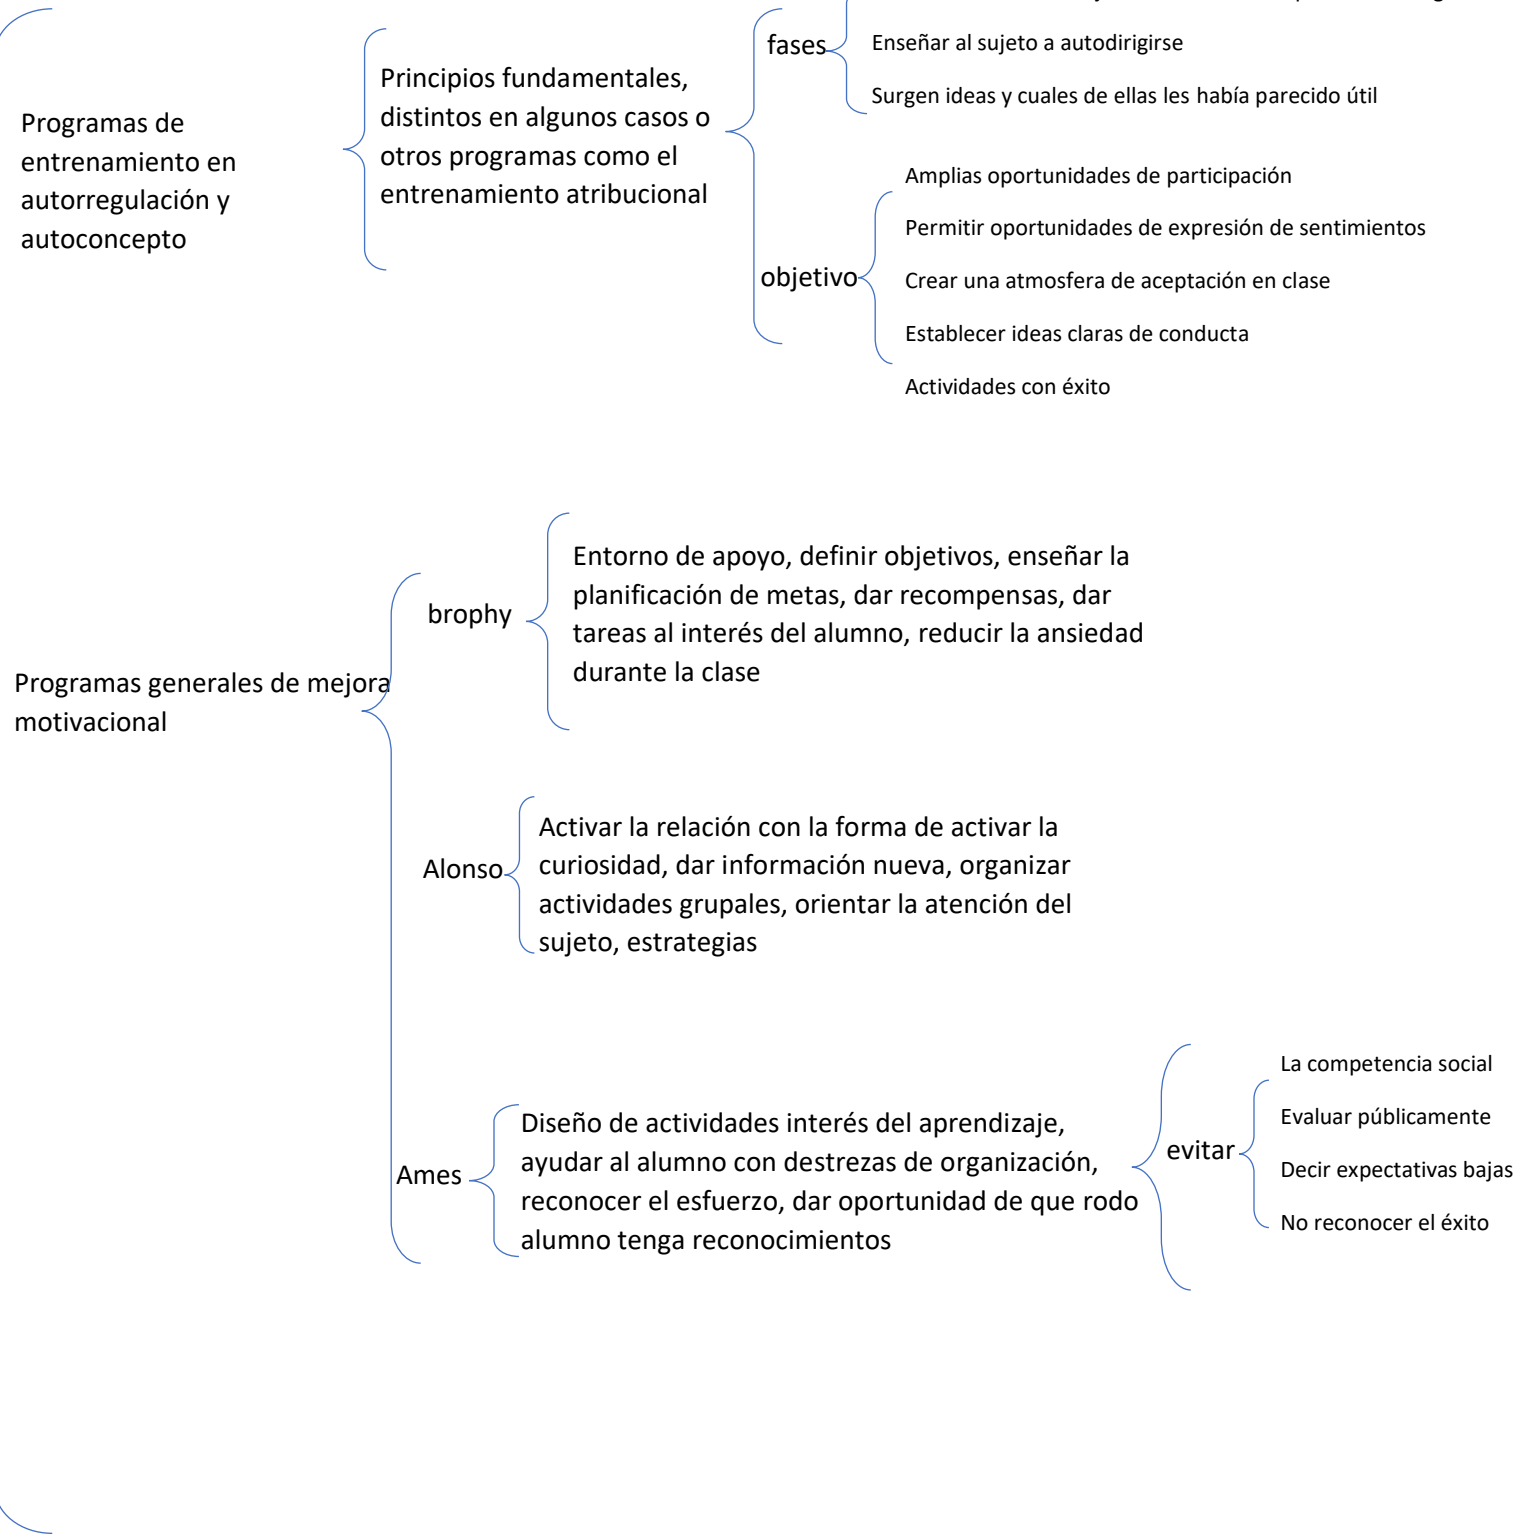 fases
Enseñar al sujeto a autodirigirse
Surgen ideas y cuales de ellas les había parecido útil
Principios fundamentales,
distintos en algunos casos o
otros programas como el
entrenamiento atribucional
Programas de
entrenamiento en
autorregulación y
autoconcepto
objetivo
Amplias oportunidades de participación
Permitir oportunidades de expresión de sentimientos
Crear una atmosfera de aceptación en clase
Establecer ideas claras de conducta
Actividades con éxito
Programas generales de mejora
motivacional
brophy
Entorno de apoyo, definir objetivos, enseñar la
planificación de metas, dar recompensas, dar
tareas al interés del alumno, reducir la ansiedad
durante la clase
Alonso
Activar la relación con la forma de activar la
curiosidad, dar información nueva, organizar
actividades grupales, orientar la atención del
sujeto, estrategias
Ames
Diseño de actividades interés del aprendizaje,
ayudar al alumno con destrezas de organización,
reconocer el esfuerzo, dar oportunidad de que rodo
alumno tenga reconocimientos
evitar
La competencia social
Evaluar públicamente
Decir expectativas bajas
No reconocer el éxito